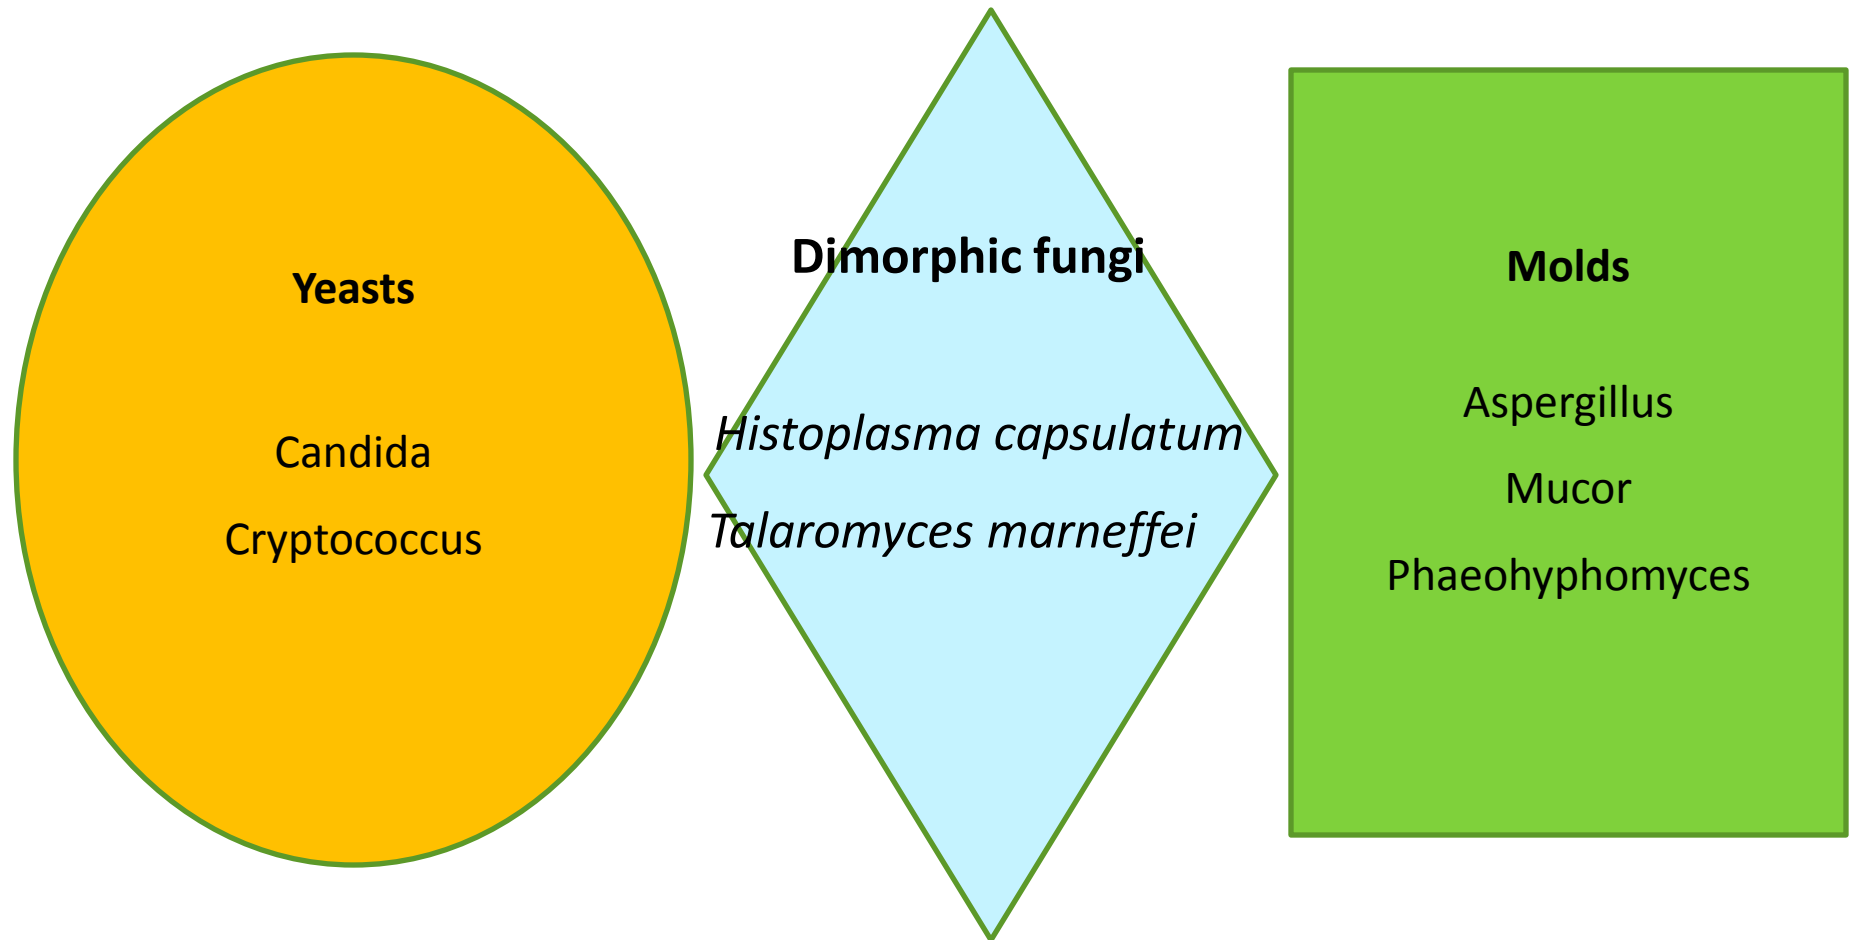 Yeasts
Candida
Cryptococcus
Dimorphic fungi
Histoplasma capsulatum
Talaromyces marneffei
Molds
Aspergillus
Mucor
Phaeohyphomyces